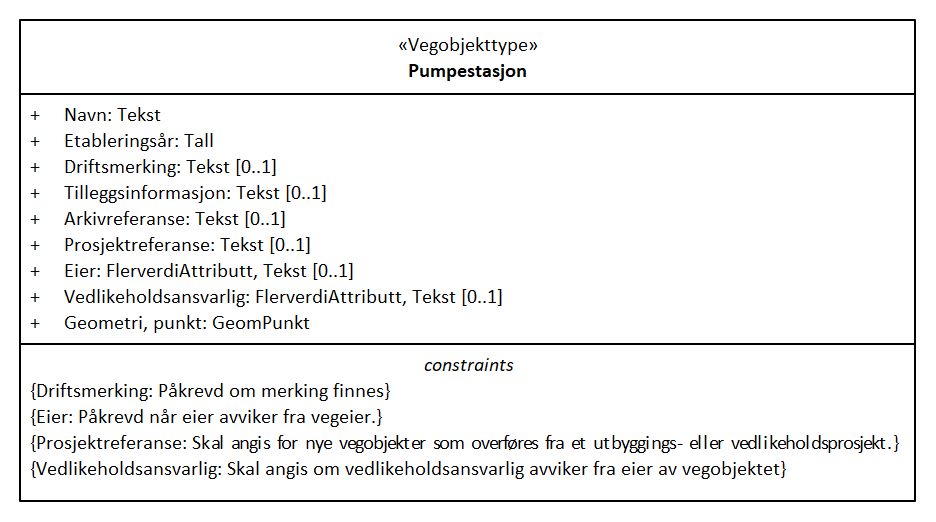 «Vegobjekttype»
Pumpestasjon
+ Navn: Tekst
+ Etableringsår: Tall
+ Driftsmerking: Tekst [0..1]
+ Tilleggsinformasjon: Tekst [0..1]
+ Arkivreferanse: Tekst [0..1]
+ Prosjektreferanse: Tekst [0..1]
+ Eier: FlerverdiAttributt, Tekst [0..1]
+ Vedlikeholdsansvarlig: FlerverdiAttributt, Tekst [0..1]
+ Geometri, punkt: GeomPunkt
constraints
{Driftsmerking: Påkrevd om merking finnes}
{Eier: Påkrevd når eier avviker fra vegeier.}
{Prosjektreferanse: Skal angis for nye vegobjekter som overføres fra et utbyggings- eller vedlikeholdsprosjekt.}
{Vedlikeholdsansvarlig: Skal angis om vedlikeholdsansvarlig avviker fra eier av vegobjektet}